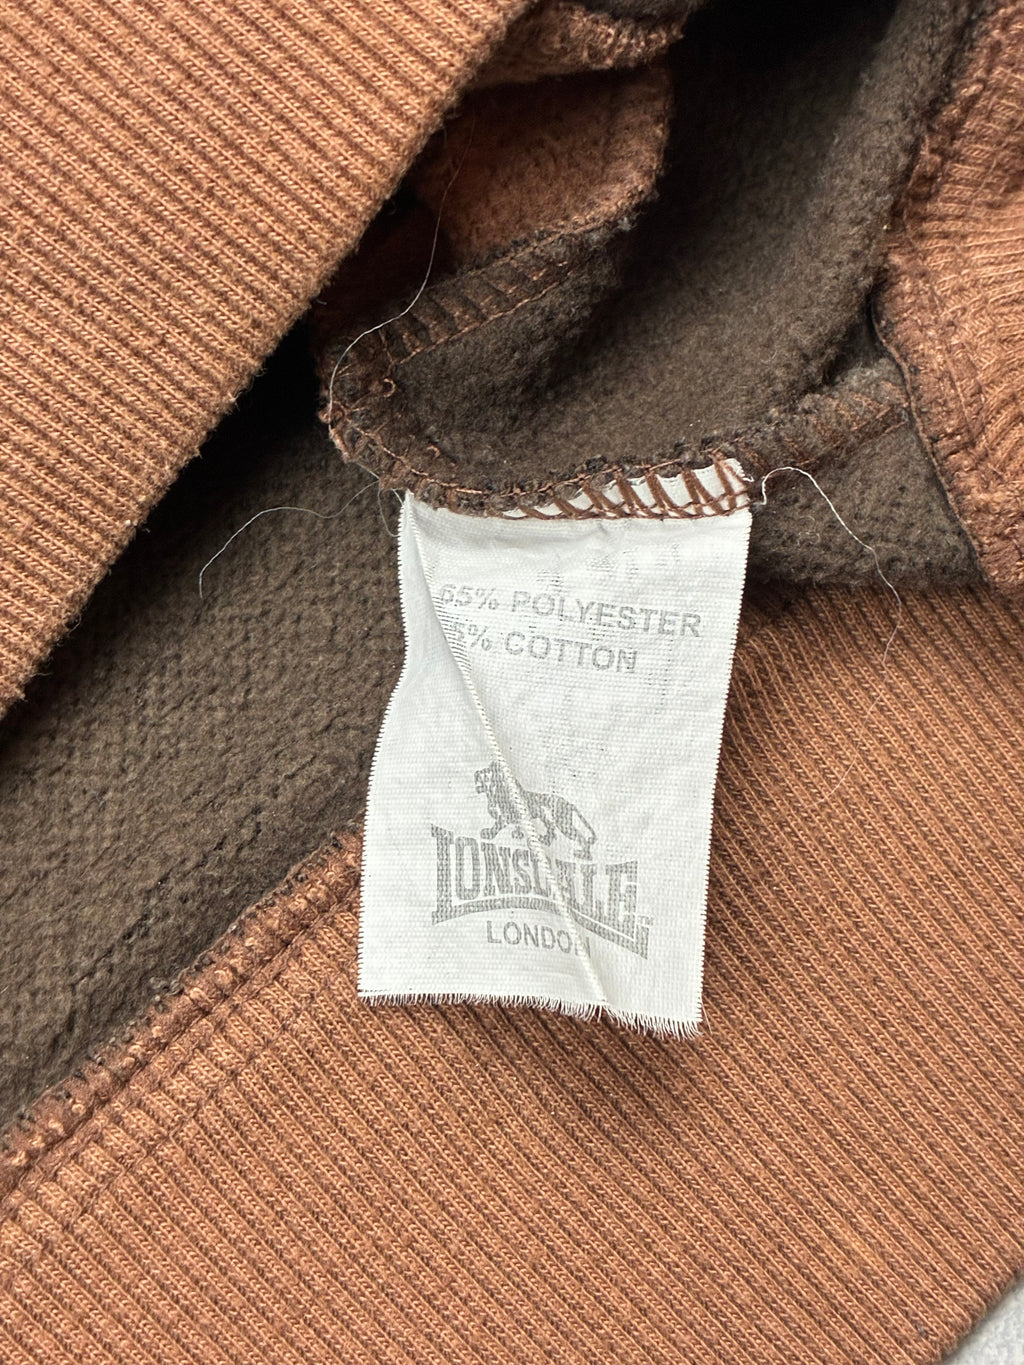 65% POLYESTER
5% COTTON
LONSDALE
LONDON